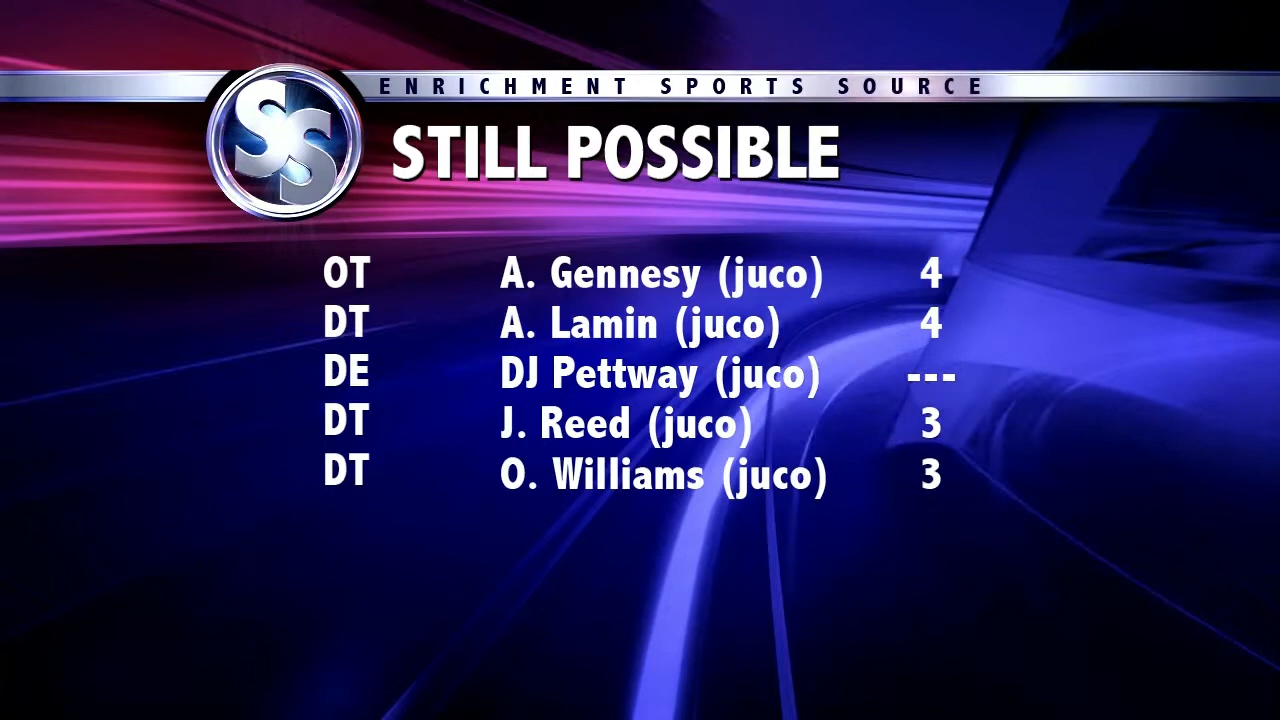 ENRICHMENT SPORTS SOURCE
SS
STILL POSSIBLE
OT A. Gennesy (juco) 4
DT A. Lamin (juco) 4
DE DJ Pettway (juco) ---
DT J. Reed (juco) 3
DT O. Williams (juco) 3